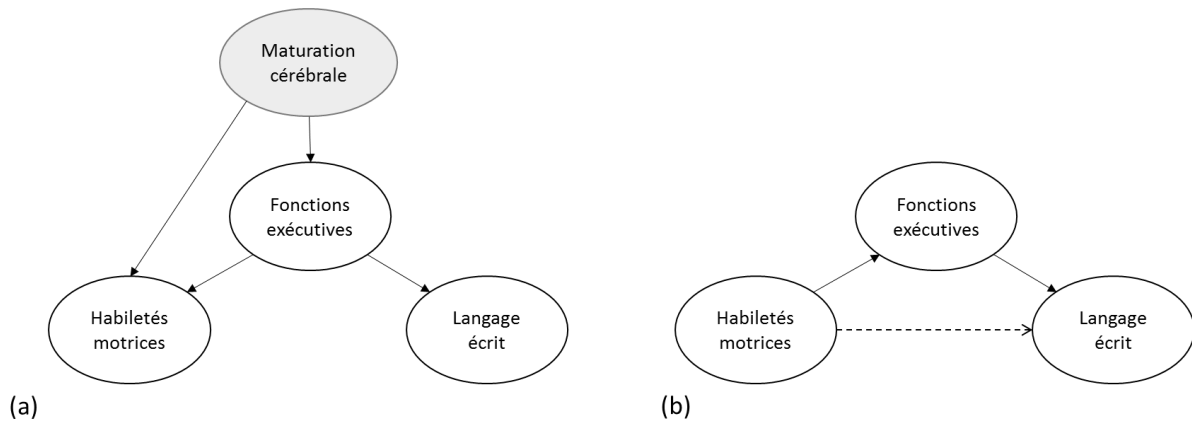 Maturation
cérébrale
Fonctions
exécutives
Habiletés
motrices
Langage
écrit
(a)
Fonctions
exécutives
Habiletés
motrices
Langage
écrit
(b)